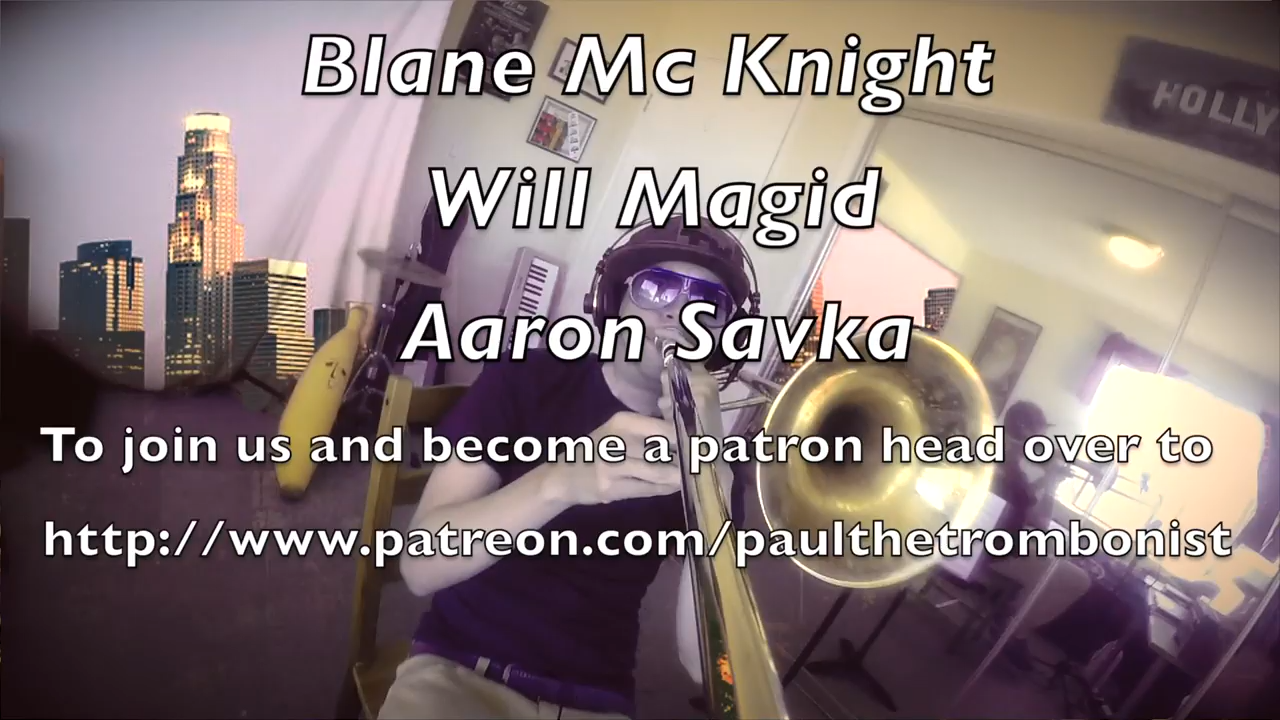 Blane Mc Knight
HOLLY
Will Magid
Aaron Savka
To join us and become a patron head over to
http://www.patreon.com/paulthetrombonist